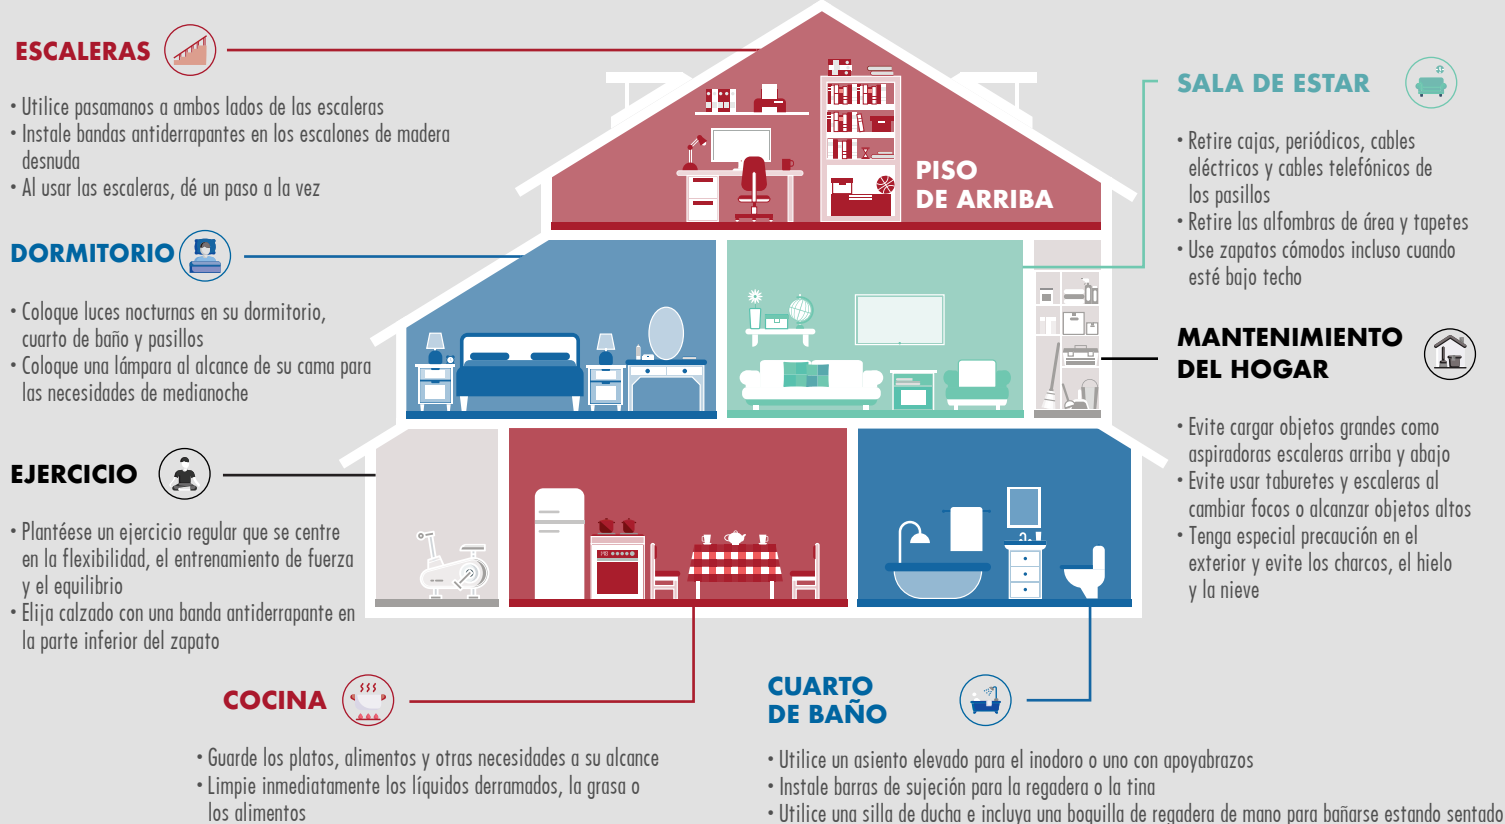 ESCALERAS
• Utilice pasamanos a ambos lados de las escaleras
• Instale bandas antiderrapantes en los escalones de madera
desnuda
• Al usar las escaleras, dé un paso a la vez
DORMITORIO
• Coloque luces nocturnas en su dormitorio,
cuarto de baño y pasillos
• Coloque una lámpara al alcance de su cama para
las necesidades de medianoche
EJERCICIO
• Plantéese un ejercicio regular que se centre
en la flexibilidad, el entrenamiento de fuerza
y el equilibrio
• Elija calzado con una banda antiderrapante en
la parte inferior del zapato
PISO
DE ARRIBA
SALA DE ESTAR
• Retire cajas, periódicos, cables
eléctricos y cables telefónicos de
los pasillos
• Retire las alfombras de área y tapetes
• Use zapatos cómodos incluso cuando
esté bajo techo
MANTENIMIENTO
DEL HOGAR
• Evite cargar objetos grandes como
aspiradoras escaleras arriba y abajo
• Evite usar taburetes y escaleras al
cambiar focos o alcanzar objetos altos
• Tenga especial precaución en el
exterior y evite los charcos, el hielo
y la nieve
COCINA
• Guarde los platos, alimentos y otras necesidades a su alcance
• Limpie inmediatamente los líquidos derramados, la grasa o
los alimentos
CUARTO
DE BAÑO
• Utilice un asiento elevado para el inodoro o uno con apoyabrazos
• Instale barras de sujeción para la regadera o la tina
• Utilice una silla de ducha e incluya una boquilla de regadera de mano para bañarse estando sentado